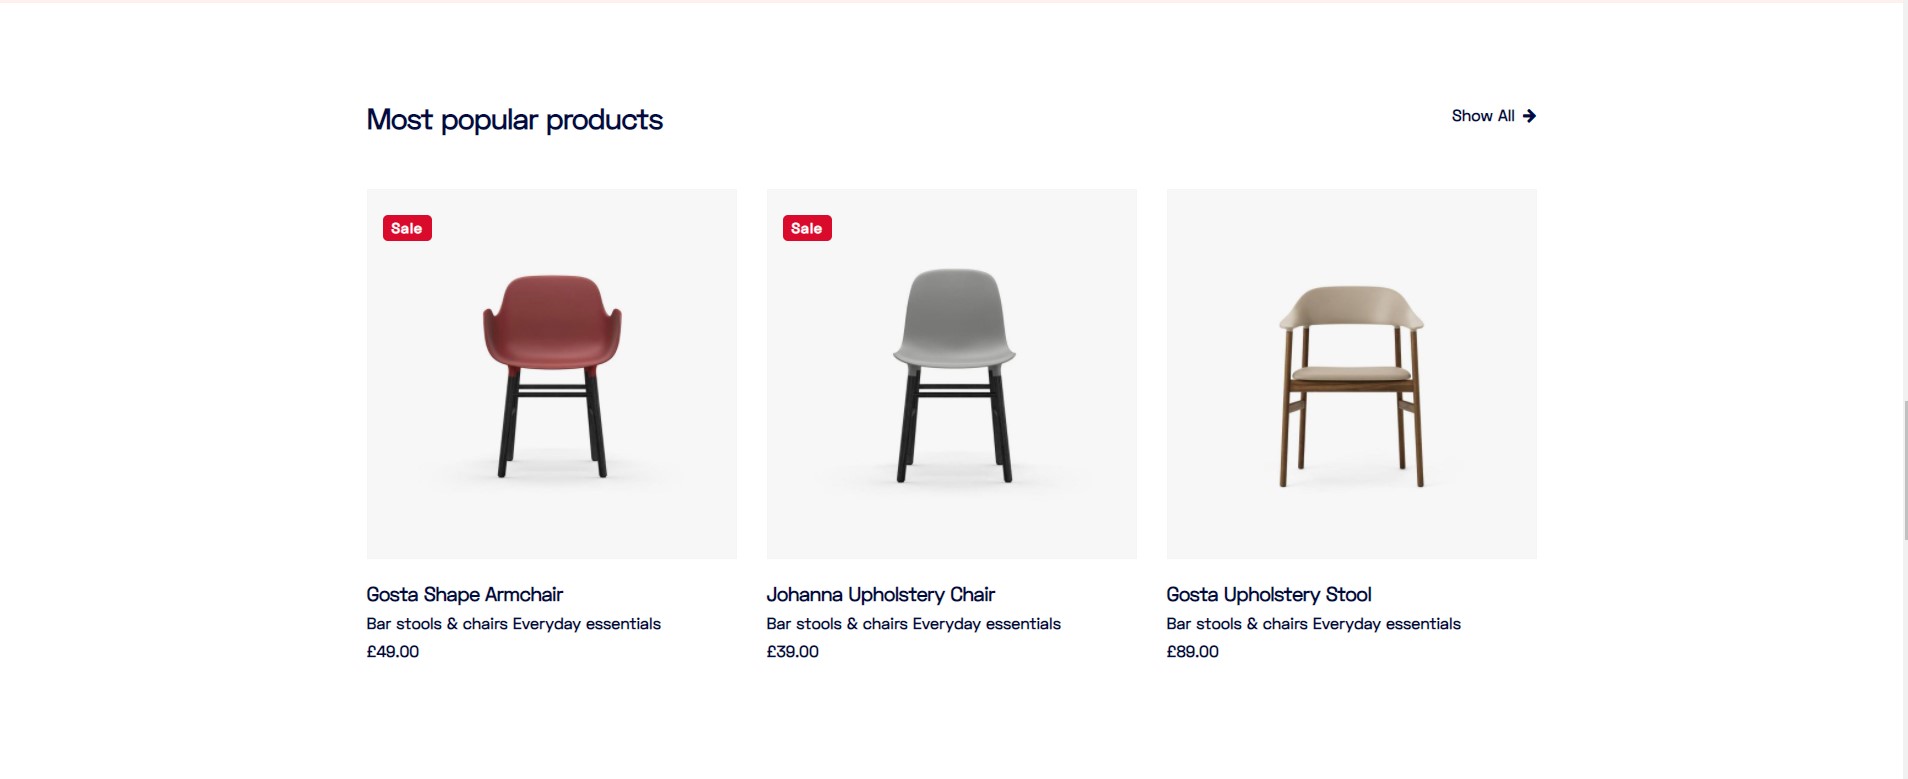 Most popular products
Show All
Sale
Sale
Gosta Shape Armchair
Bar stools & chairs Everyday essentials
£49.00
Johanna Upholstery Chair
Bar stools & chairs Everyday essentials
£39.00
Gosta Upholstery Stool
Bar stools & chairs Everyday essentials
£89.00